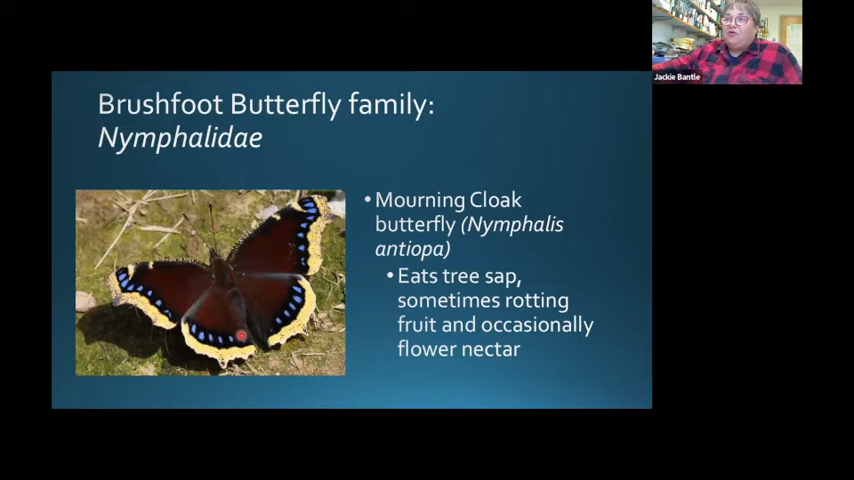 Jackie Bantle
Brushfoot Butterfly family:
Nymphalidae
• Mourning Cloak
butterfly (Nymphalis
antiopa)
• Eats tree sap,
sometimes rotting
fruit and occasionally
flower nectar